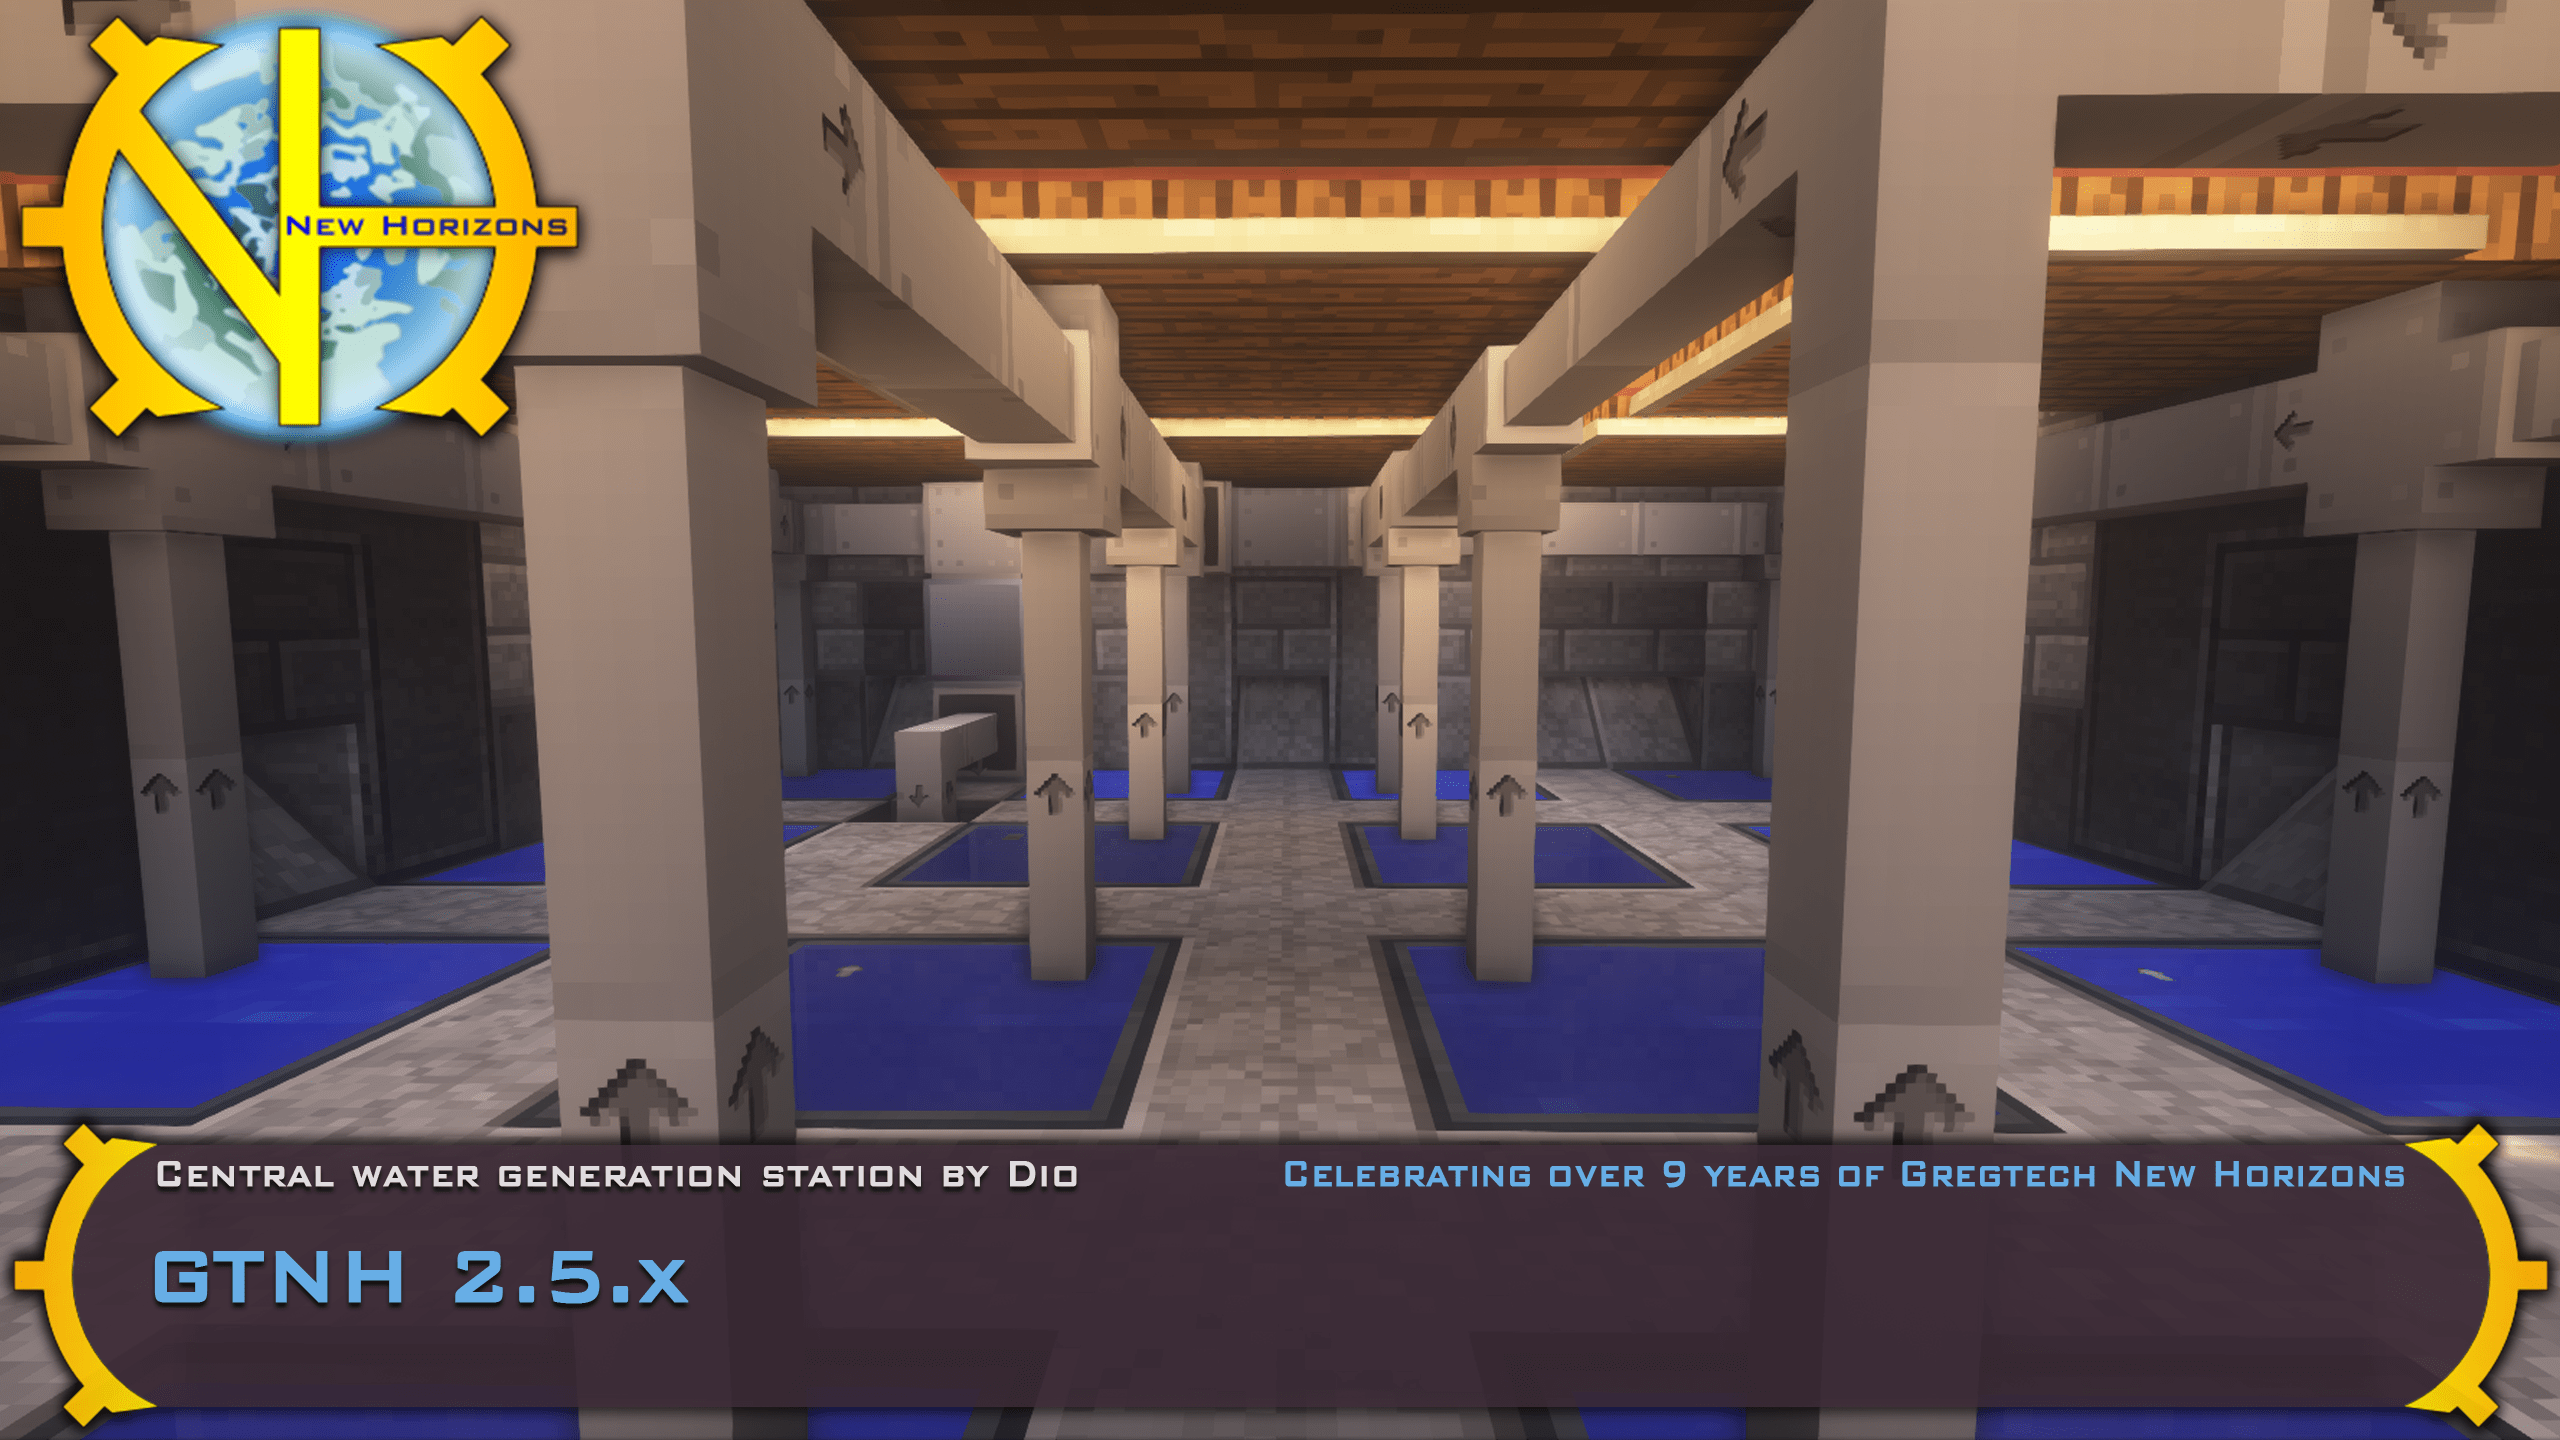 New Horizons
Central water generation station by Dio
Celebrating over 9 years of Gregtech New Horizons
GTNH 2.5.x